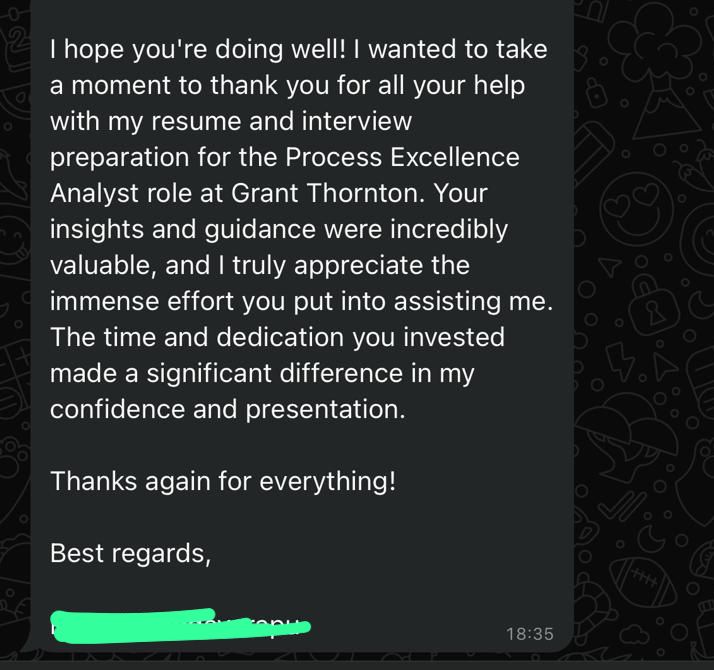 I hope you're doing well! I wanted to take
a moment to thank you for all your help
with my resume and interview
preparation for the Process Excellence
Analyst role at Grant Thornton. Your
insights and guidance were incredibly
valuable, and I truly appreciate the
immense effort you put into assisting me.
The time and dedication you invested
made a significant difference in my
confidence and presentation.
Thanks again for everything!
Best regards,
18:35